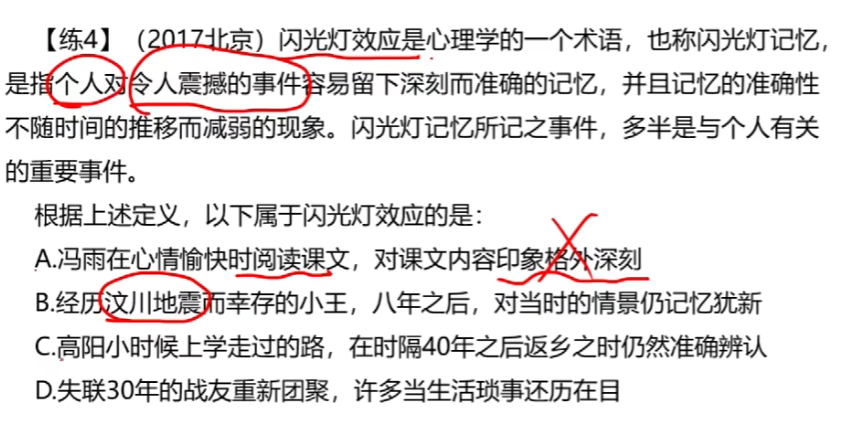 【练4】（2017北京）闪光灯效应是心理学的一个术语，也称闪光灯记忆，
是指个人对令人震撼的事件容易留下深刻而准确的记忆，并且记忆的准确性
不随时间的推移而减弱的现象。闪光灯记忆所记之事件，多半是与个人有关
的重要事件。
根据上述定义，以下属于闪光灯效应的是：
A.冯雨在心情愉快时阅读课文，对课文内容印象格外深刻
B.经历汶川地震而幸存的小王，八年之后，对当时的情景仍记忆犹新
C.高阳小时候上学走过的路，在时隔40年之后返乡之时仍然准确辨认
D.失联30年的战友重新团聚，许多当生活琐事还历在目